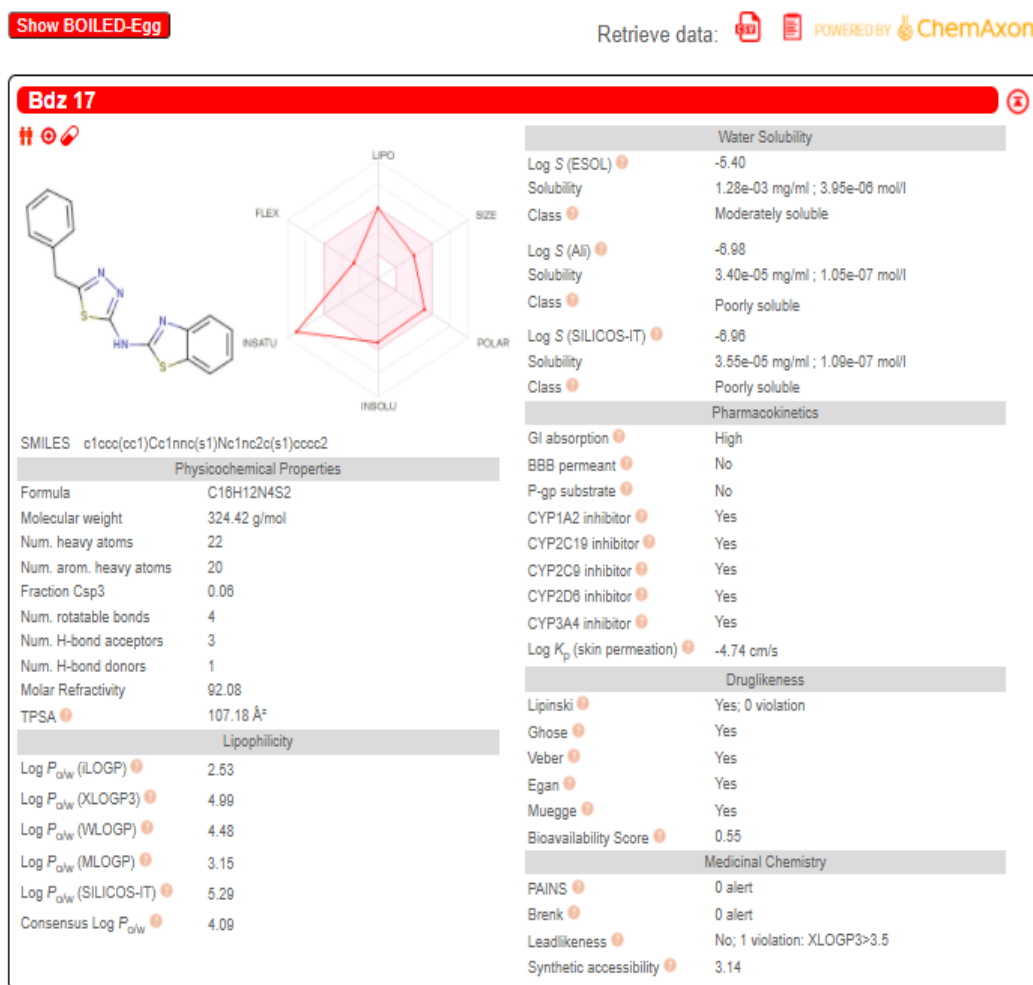 Show BOILED-Egg
Retrieve data: CSV POWERED BY ChemAxon
Bdz 17
LIPO
FLEX
SIZE
INSATU
POLAR
INSOLU
N
N
S
HN
N
S
SMILES c1ccc(cc1)Cc1nnc(s1)Nc1nc2c(s1)cccc2
Physicochemical Properties
Formula C16H12N4S2
Molecular weight 324.42 g/mol
Num. heavy atoms 22
Num. arom. heavy atoms 20
Fraction Csp3 0.06
Num. rotatable bonds 4
Num. H-bond acceptors 3
Num. H-bond donors 1
Molar Refractivity 92.08
TPSA ? 107.18 Å²
Lipophilicity
Log Po/w (iLOGP) ? 2.53
Log Po/w (XLOGP3) ? 4.99
Log Po/w (WLOGP) ? 4.48
Log Po/w (MLOGP) ? 3.15
Log Po/w (SILICOS-IT) ? 5.29
Consensus Log Po/w ? 4.09
Water Solubility
Log S (ESOL) ? -5.40
Solubility 1.28e-03 mg/ml ; 3.95e-06 mol/l
Class ? Moderately soluble
Log S (Ali) ? -6.98
Solubility 3.40e-05 mg/ml ; 1.05e-07 mol/l
Class ? Poorly soluble
Log S (SILICOS-IT) ? -6.96
Solubility 3.55e-05 mg/ml ; 1.09e-07 mol/l
Class ? Poorly soluble
Pharmacokinetics
GI absorption ? High
BBB permeant ? No
P-gp substrate ? No
CYP1A2 inhibitor ? Yes
CYP2C19 inhibitor ? Yes
CYP2C9 inhibitor ? Yes
CYP2D6 inhibitor ? Yes
CYP3A4 inhibitor ? Yes
Log Kp (skin permeation) ? -4.74 cm/s
Druglikeness
Lipinski ? Yes; 0 violation
Ghose ? Yes
Veber ? Yes
Egan ? Yes
Muegge ? Yes
Bioavailability Score ? 0.55
Medicinal Chemistry
PAINS ? 0 alert
Brenk ? 0 alert
Leadlikeness ? No; 1 violation: XLOGP3>3.5
Synthetic accessibility ? 3.14